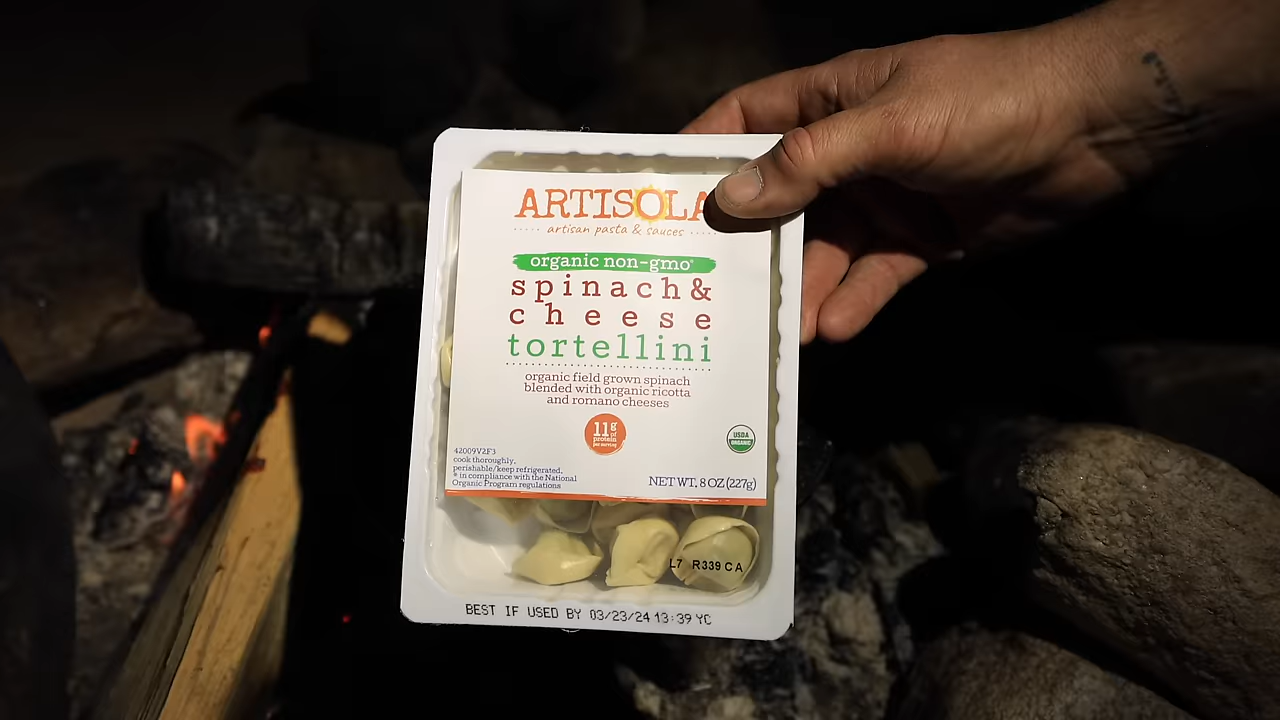 ARTISOLA
artisan pasta & sauces
organic non-gmo*
spinach &
cheese
tortellini
organic field grown spinach
blended with organic ricotta
and romano cheeses
11g
of
protein
per serving
USDA
ORGANIC
42009V2F3
cook thoroughly.
perishable/keep refrigerated.
* in compliance with the National
Organic Program regulations
NET WT. 8 OZ (227g)
L7 R339 CA
BEST IF USED BY 03/23/24 13:39 YC